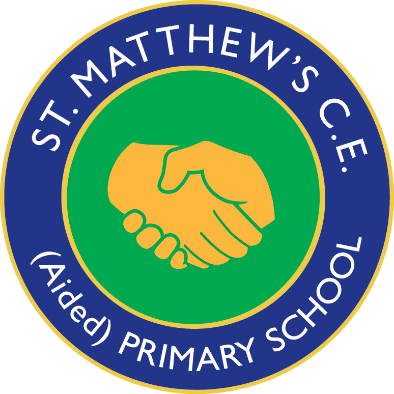 ST. MATTHEW'S C.E.
(Aided) PRIMARY SCHOOL